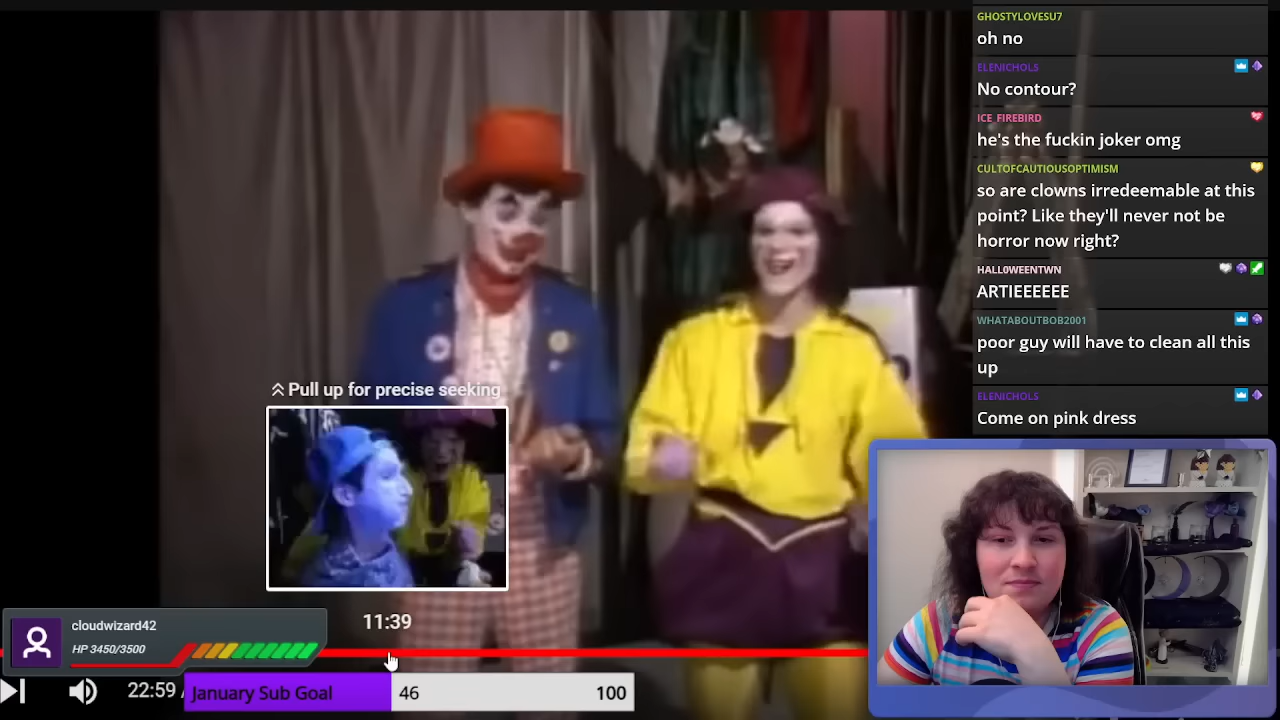 GHOSTYLOVESU7
oh no
ELENICHOLS
No contour?
ICE_FIREBIRD
he's the fuckin joker omg
CULTOFCAUTIOUSOPTIMISM
so are clowns irredeemable at this
point? Like they'll never not be
horror now right?
HALL0WEENTWN
ARTIEEEEEE
WHATABOUTBOB2001
poor guy will have to clean all this
up
ELENICHOLS
Come on pink dress
Pull up for precise seeking
11:39
cloudwizard42
HP 3450/3500
22:59 /
January Sub Goal
46
100